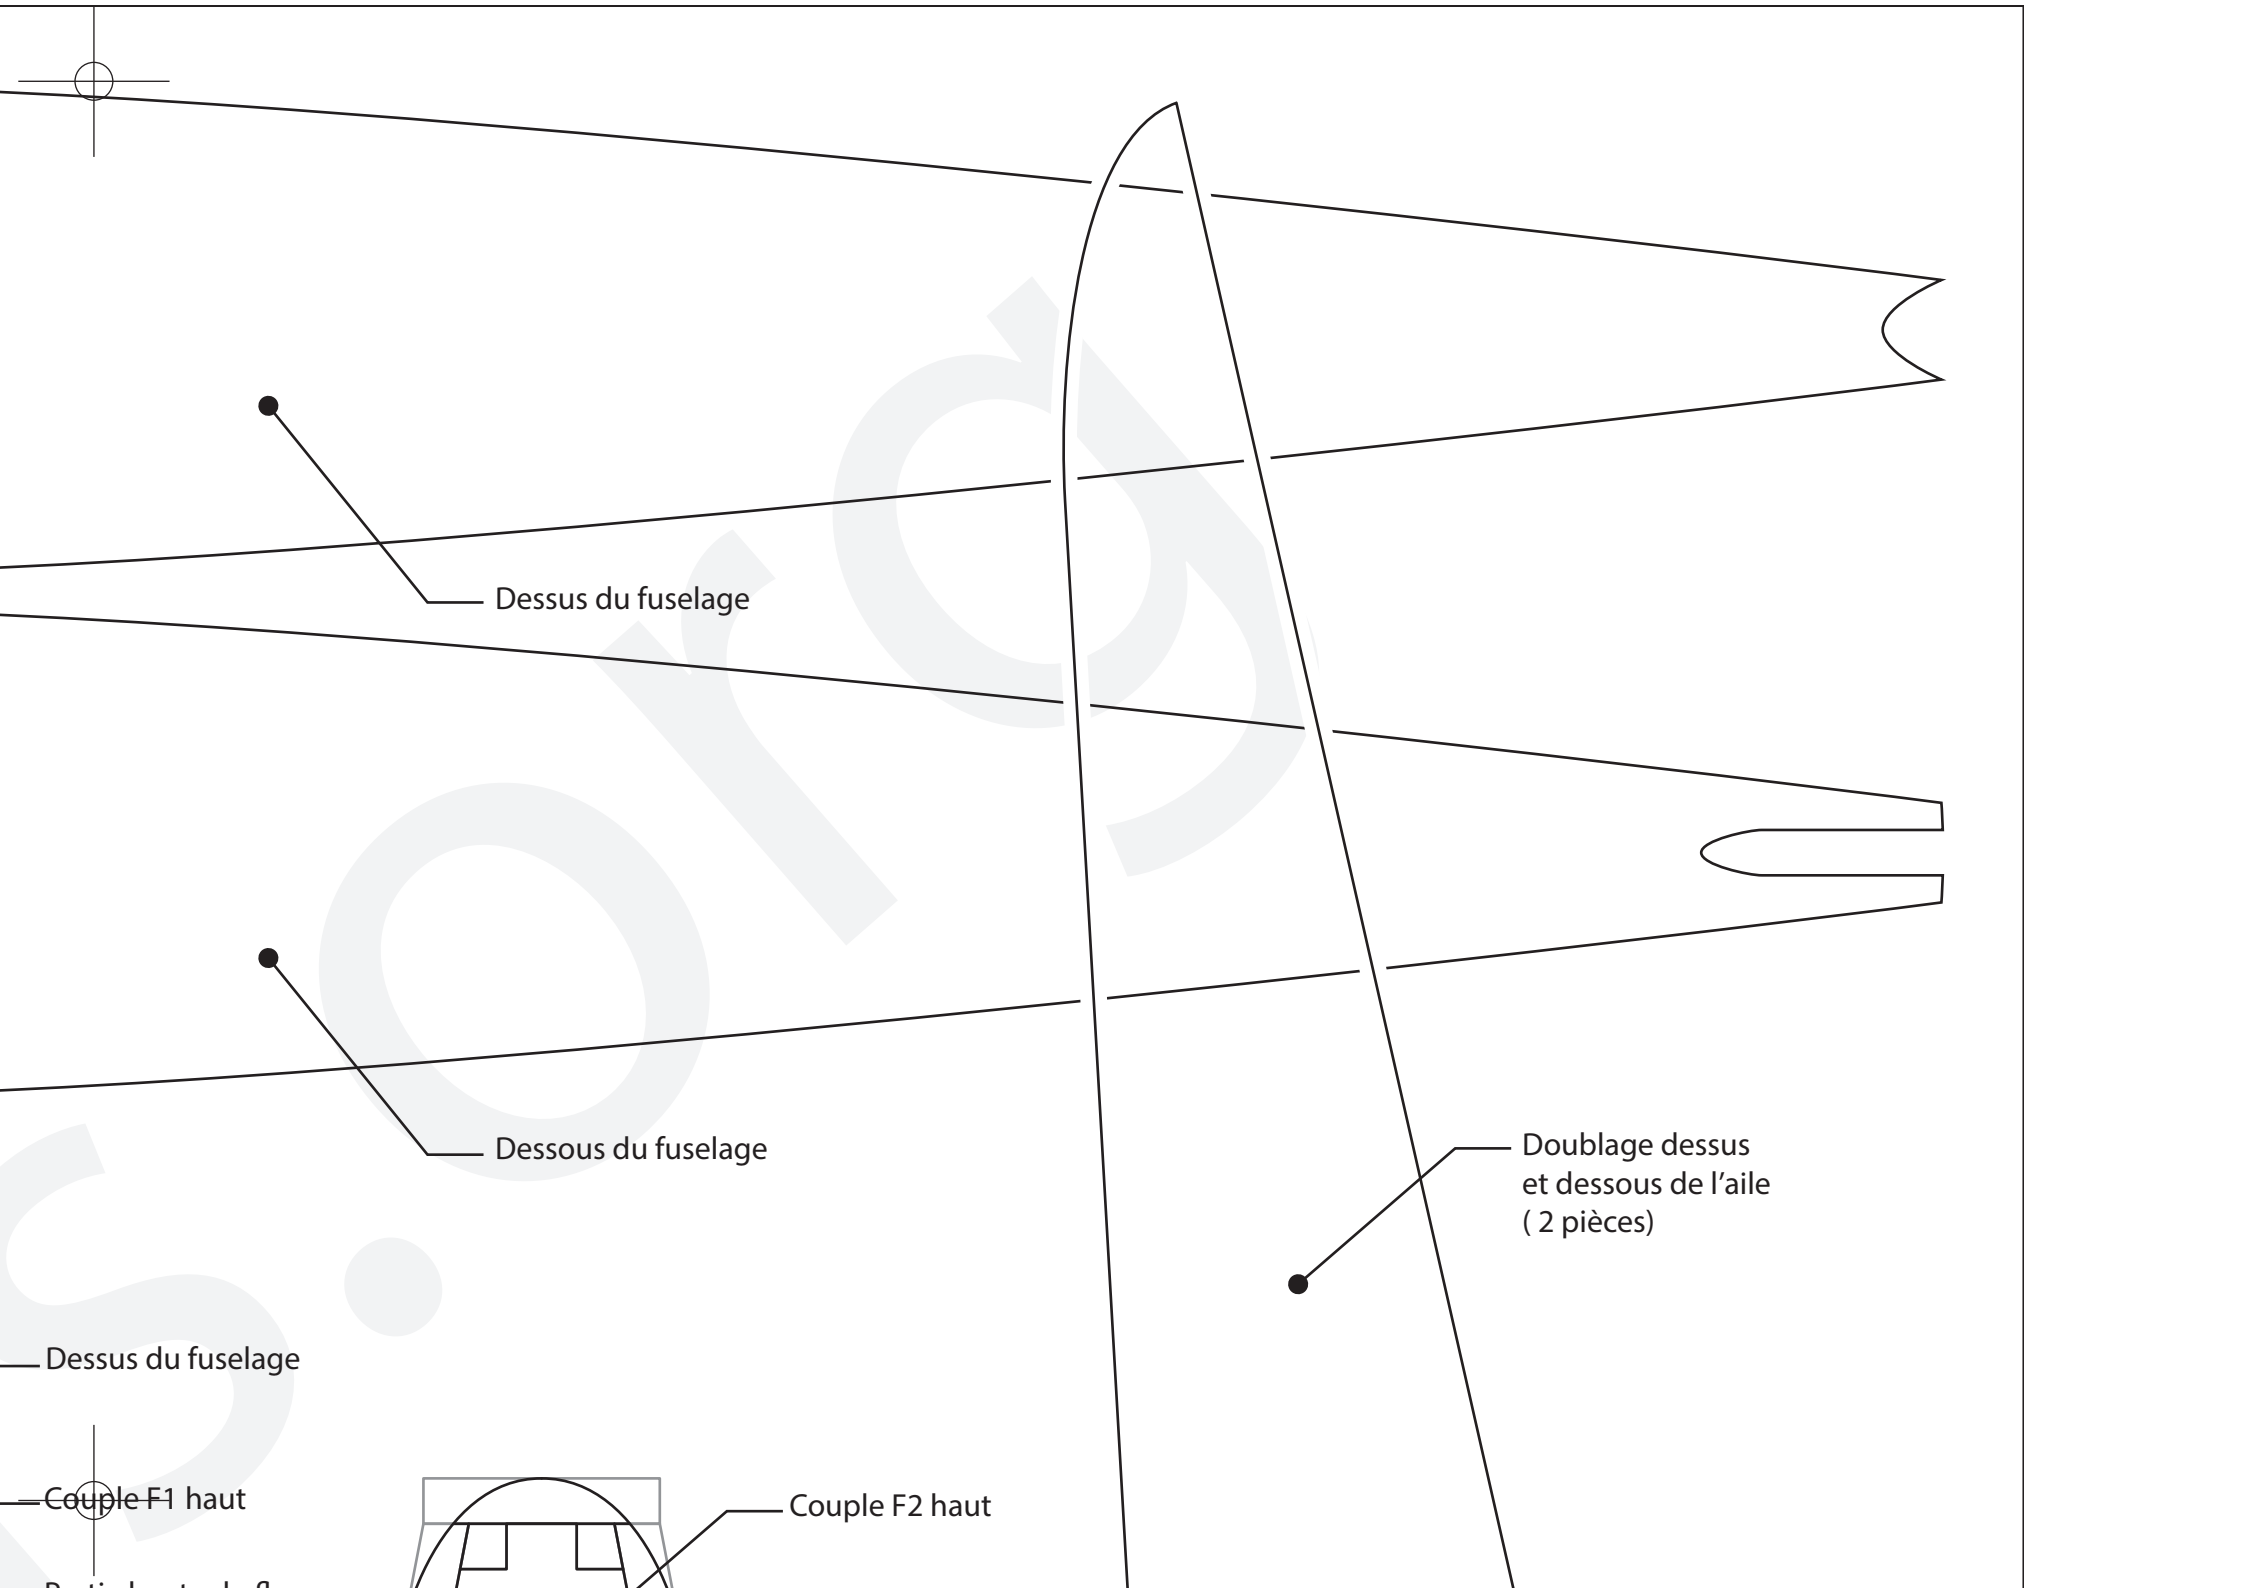 Dessus du fuselage
Dessous du fuselage
Doublage dessus
et dessous de l’aile
( 2 pièces)
Dessus du fuselage
Couple F1 haut
Couple F2 haut
s.org